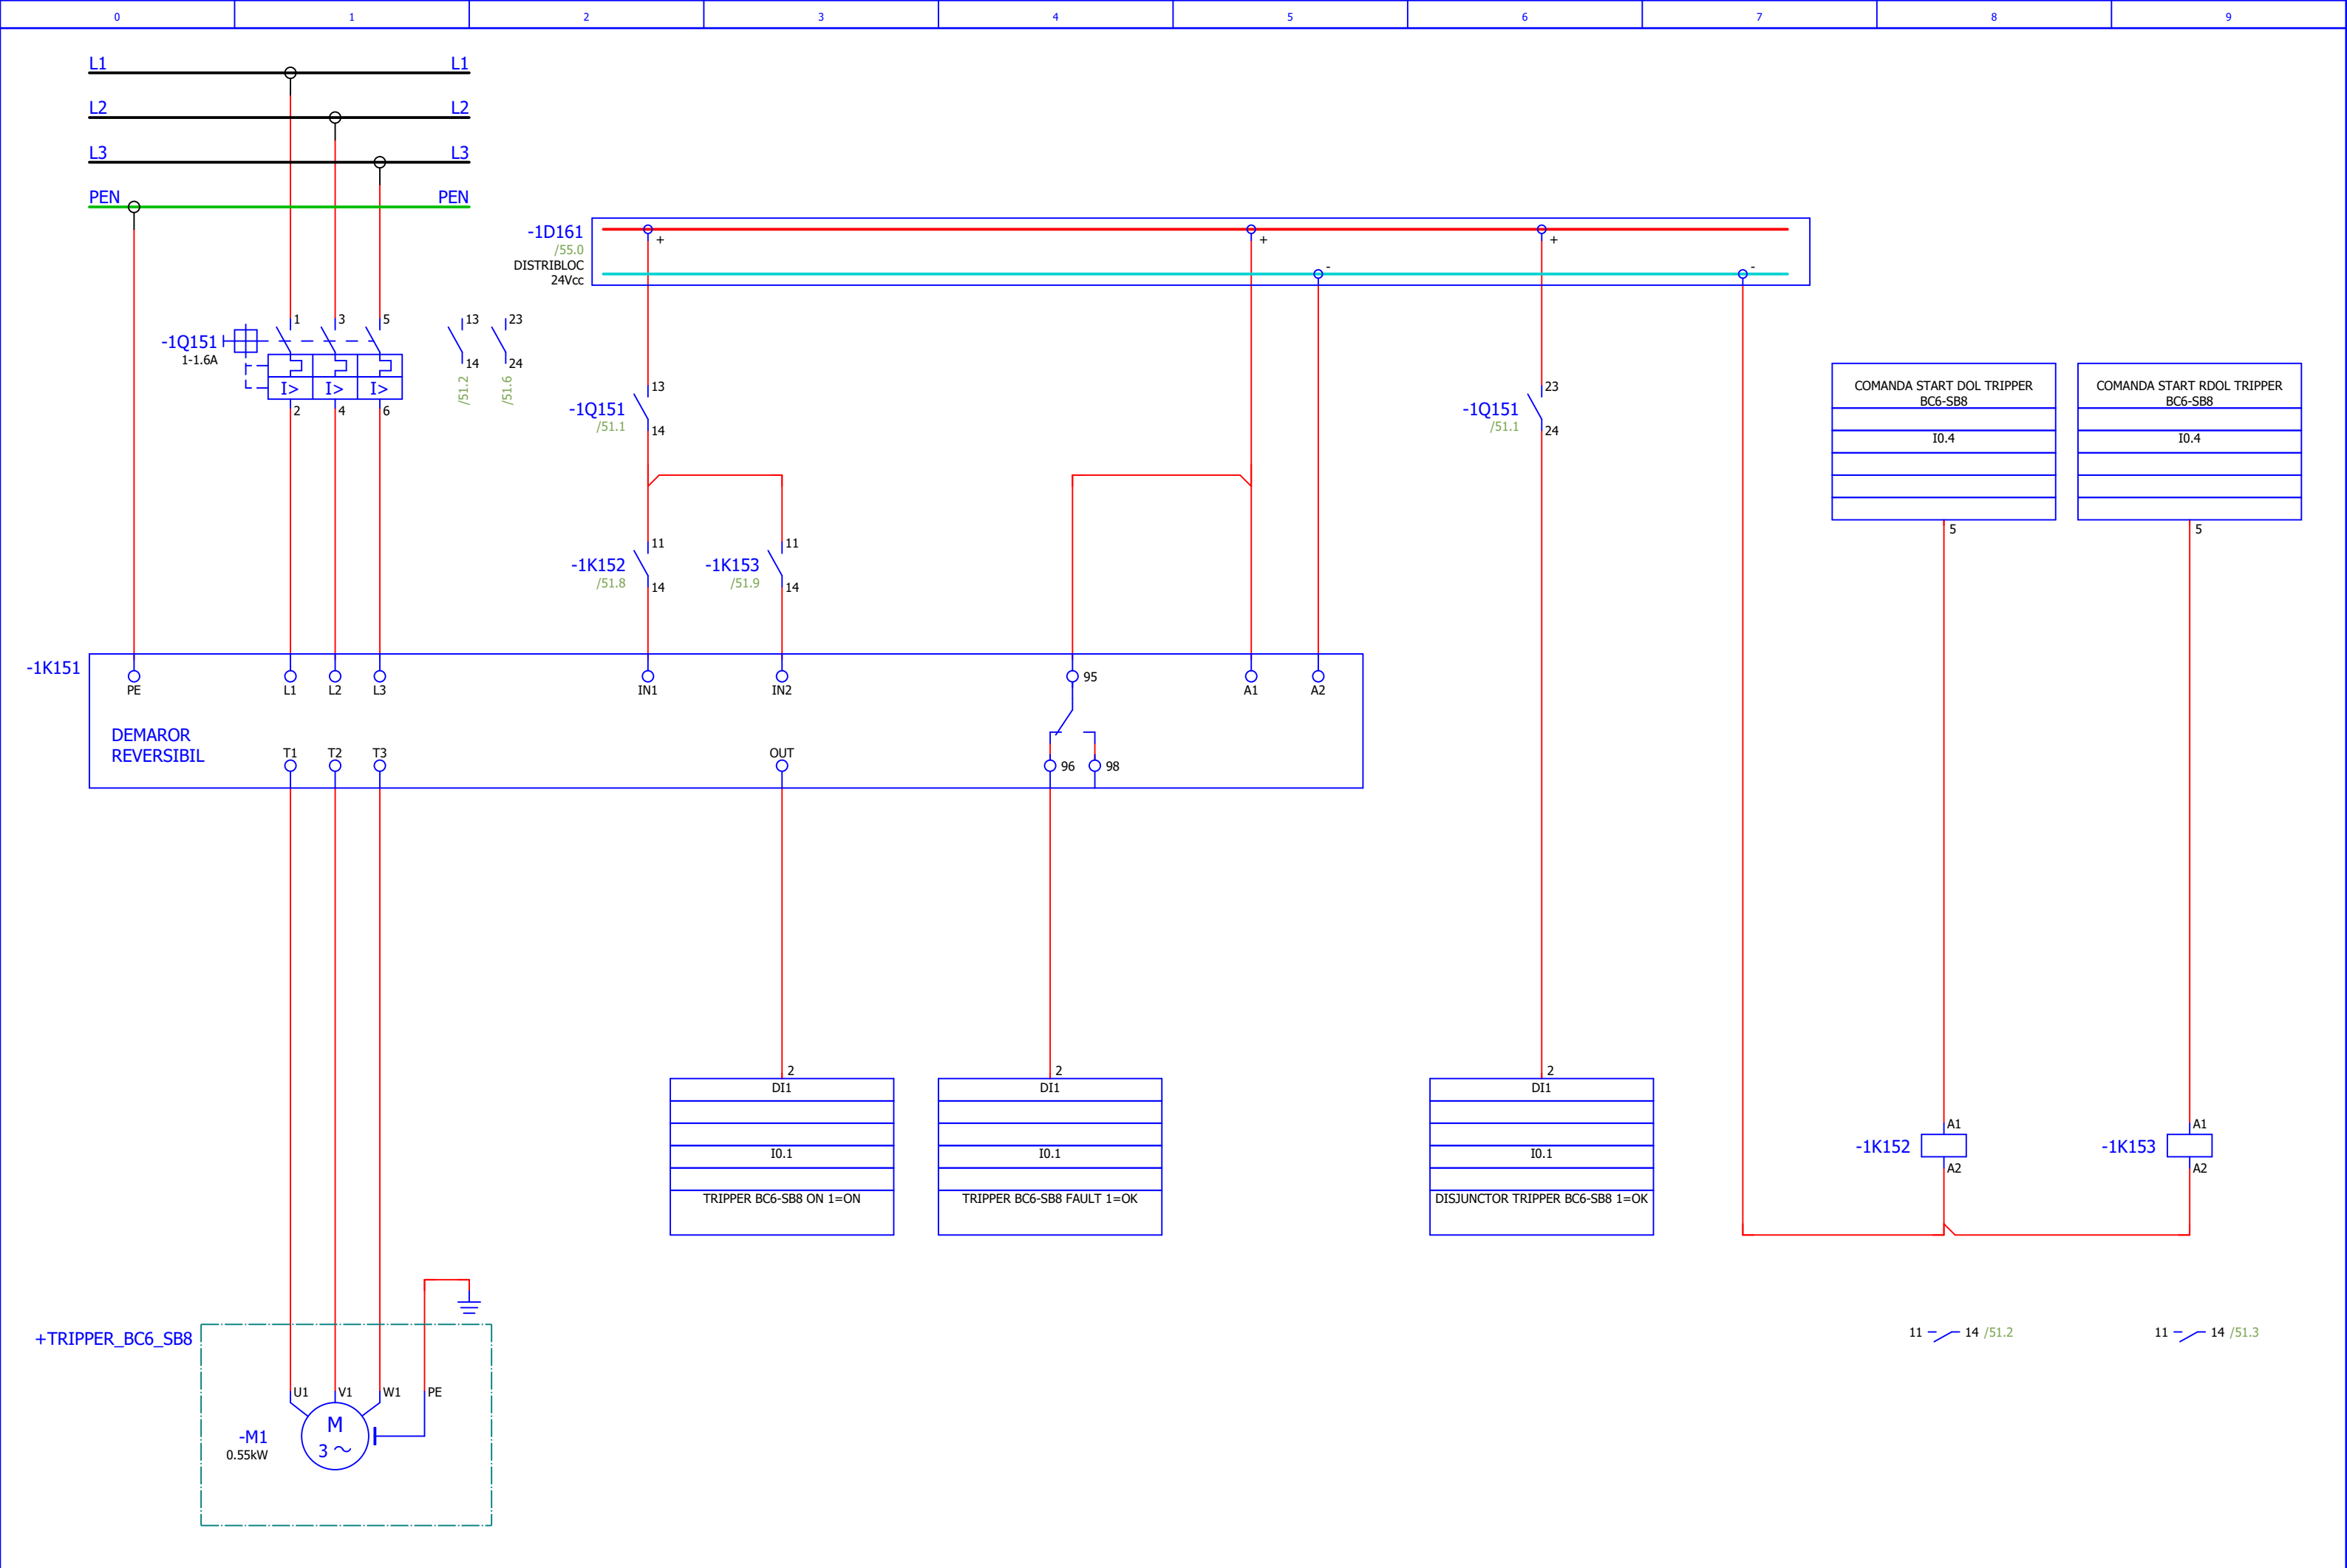 0 1 2 3 4 5 6 7 8 9
L1 L1
L2 L2
L3 L3
PEN PEN
-1D161
/55.0
DISTRIBLOC
24Vcc
+ + - + -
-1Q151
1-1.6A
1 3 5
I> I> I>
2 4 6
13 23
14 24
/51.2 /51.6
-1Q151
/51.1
13
14
-1Q151
/51.1
23
24
COMANDA START DOL TRIPPER
BC6-SB8
I0.4
5
COMANDA START RDOL TRIPPER
BC6-SB8
I0.4
5
-1K152
/51.8
11
14
-1K153
/51.9
11
14
-1K151
PE L1 L2 L3 IN1 IN2 95 A1 A2
DEMAROR
REVERSIBIL
T1 T2 T3 OUT 96 98
2
DI1
I0.1
TRIPPER BC6-SB8 ON 1=ON
2
DI1
I0.1
TRIPPER BC6-SB8 FAULT 1=OK
2
DI1
I0.1
DISJUNCTOR TRIPPER BC6-SB8 1=OK
-1K152
A1
A2
-1K153
A1
A2
11 14 /51.2
11 14 /51.3
+TRIPPER_BC6_SB8
U1 V1 W1 PE
-M1
0.55kW
M
3 ~